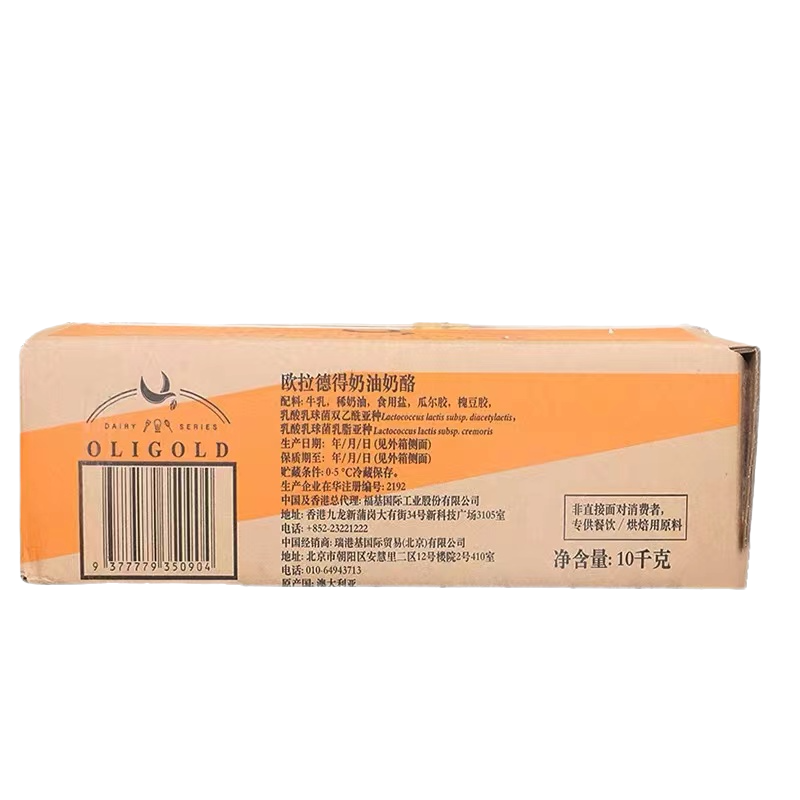 DAIRY SERIES
OLIGOLD
9 377779 350904
欧拉德得奶油奶酪
配料: 牛乳，稀奶油，食用盐，瓜尔胶，槐豆胶，
乳酸乳球菌双乙酰亚种Lactococcus lactis subsp. diacetylactis，
乳酸乳球菌乳脂亚种Lactococcus lactis subsp. cremoris
生产日期：年/月/日 (见外箱侧面)
保质期至：年/月/日 (见外箱侧面)
贮藏条件: 0-5 ℃冷藏保存。
生产企业在华注册编号: 2192
中国及香港总代理: 福基国际工业股份有限公司
地址: 香港九龙新蒲岗大有街34号新科技广场3105室
电话: +852-23221222
中国经销商: 瑞港基国际贸易(北京)有限公司
地址: 北京市朝阳区安慧里二区12号楼院2号410室
电话: 010-64943713
原产国: 澳大利亚
非直接面对消费者，
专供餐饮 / 烘焙用原料
净含量: 10千克